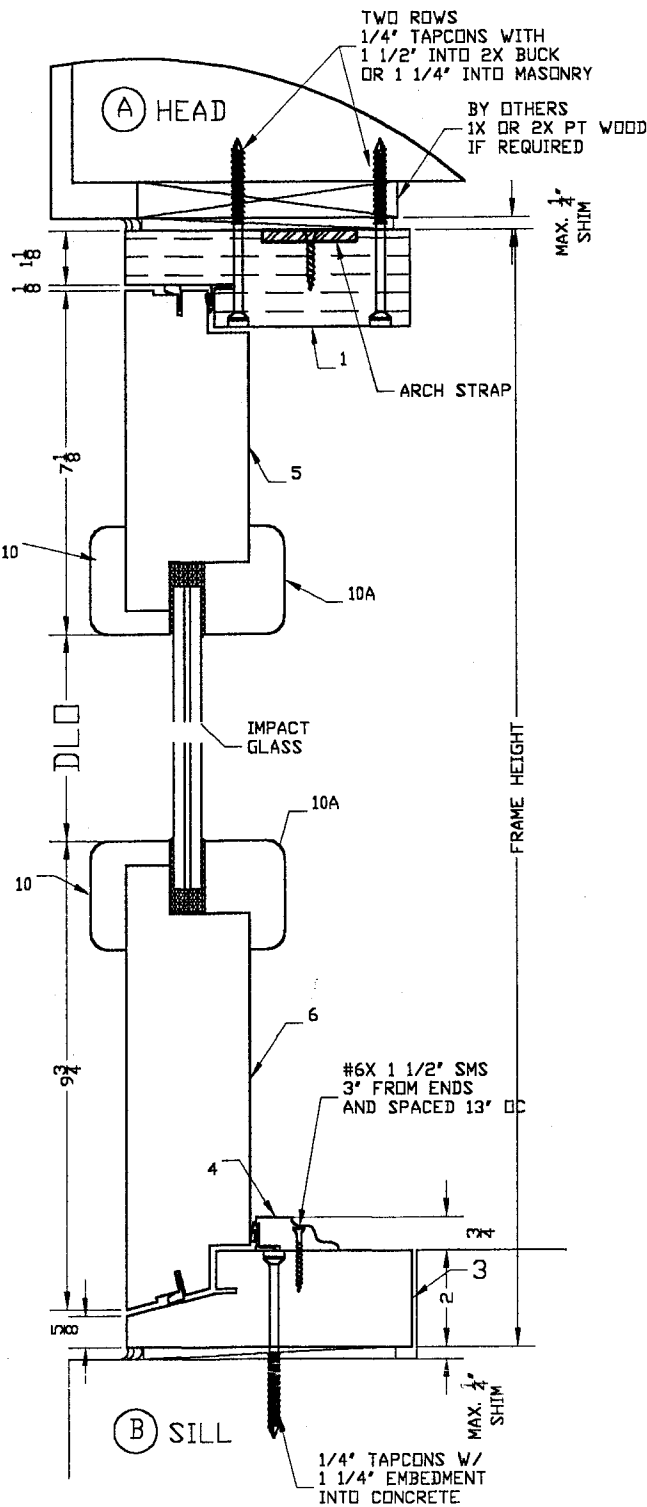 TWO ROWS
1/4" TAPCONS WITH
1 1/2" INTO 2X BUCK
OR 1 1/4" INTO MASONRY
A HEAD
BY OTHERS
1X OR 2X PT WOOD
IF REQUIRED
MAX. 1/4"
SHIM
1 1/8
1/8
1
ARCH STRAP
7 1/8
5
10
10A
DLO
IMPACT
GLASS
FRAME HEIGHT
10A
10
6
9 3/4
#6X 1 1/2" SMS
3" FROM ENDS
AND SPACED 13" OC
4
3/4
3
2
MAX. 1/4"
SHIM
B SILL
1/4" TAPCONS W/
1 1/4" EMBEDMENT
INTO CONCRETE